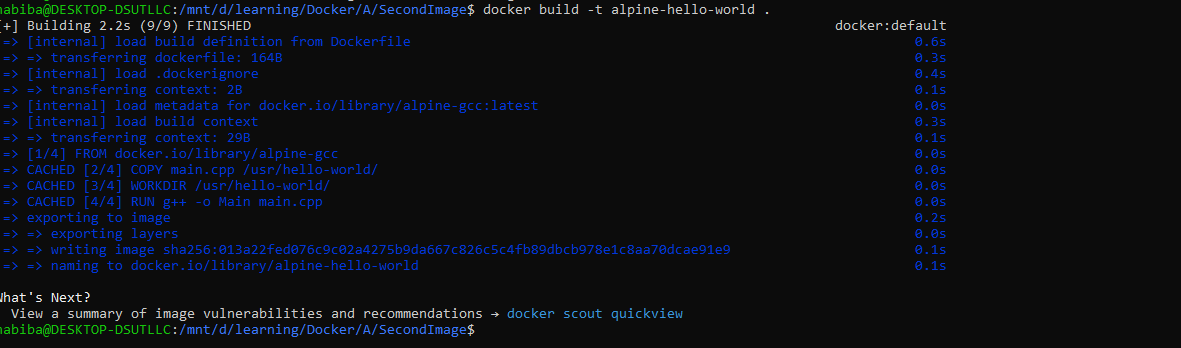 habiba@DESKTOP-DSUTLLC:/mnt/d/learning/Docker/A/SecondImage$ docker build -t alpine-hello-world .
[+] Building 2.2s (9/9) FINISHED docker:default
=> [internal] load build definition from Dockerfile 0.6s
=> => transferring dockerfile: 164B 0.3s
=> [internal] load .dockerignore 0.4s
=> => transferring context: 2B 0.1s
=> [internal] load metadata for docker.io/library/alpine-gcc:latest 0.0s
=> [internal] load build context 0.3s
=> => transferring context: 29B 0.1s
=> [1/4] FROM docker.io/library/alpine-gcc 0.0s
=> CACHED [2/4] COPY main.cpp /usr/hello-world/ 0.0s
=> CACHED [3/4] WORKDIR /usr/hello-world/ 0.0s
=> CACHED [4/4] RUN g++ -o Main main.cpp 0.0s
=> exporting to image 0.2s
=> => exporting layers 0.0s
=> => writing image sha256:013a22fed076c9c02a4275b9da667c826c5c4fb89dbcb978e1c8aa70dcae91e9 0.1s
=> => naming to docker.io/library/alpine-hello-world 0.1s
What's Next?
View a summary of image vulnerabilities and recommendations → docker scout quickview
habiba@DESKTOP-DSUTLLC:/mnt/d/learning/Docker/A/SecondImage$